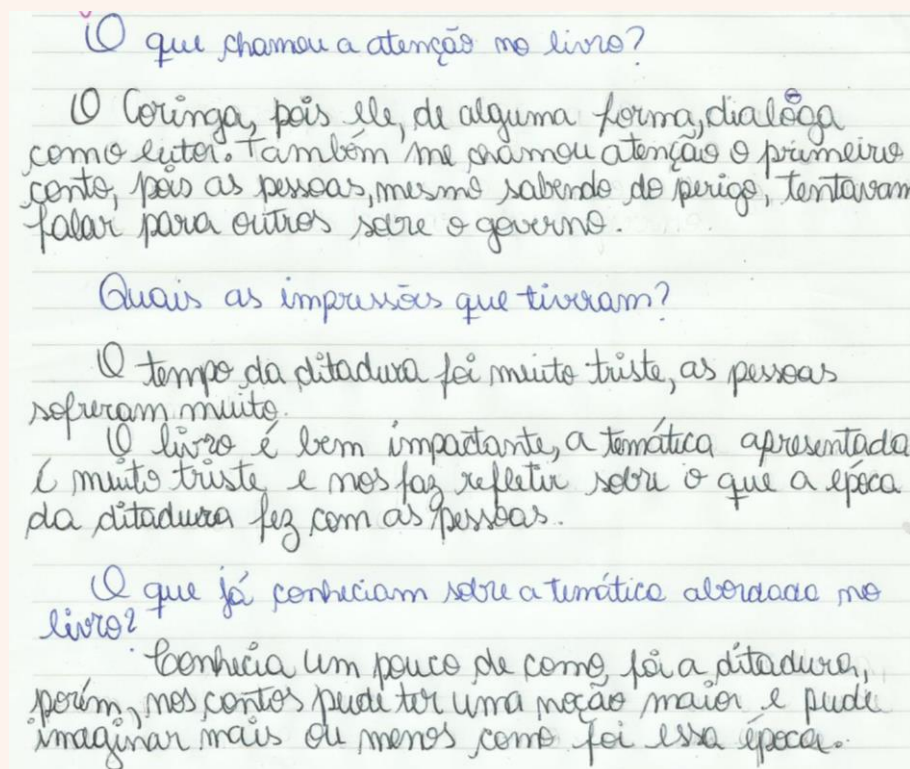 O que chamou a atenção no livro?
O Coringa, pois ele, de alguma forma, dialoga
com o leitor. Também me chamou atenção o primeiro
conto, pois as pessoas, mesmo sabendo do perigo, tentavam
falar para outros sobre o governo.
Quais as impressões que tiveram?
O tempo da ditadura foi muito triste, as pessoas
sofreram muito.
O livro é bem impactante, a temática apresentada
é muito triste e nos faz refletir sobre o que a época
da ditadura fez com as pessoas.
O que já conheciam sobre a temática abordada no
livro?
Conhecia um pouco de como foi a ditadura,
porém, nos contos pude ter uma noção maior e pude
imaginar mais ou menos como foi essa época.